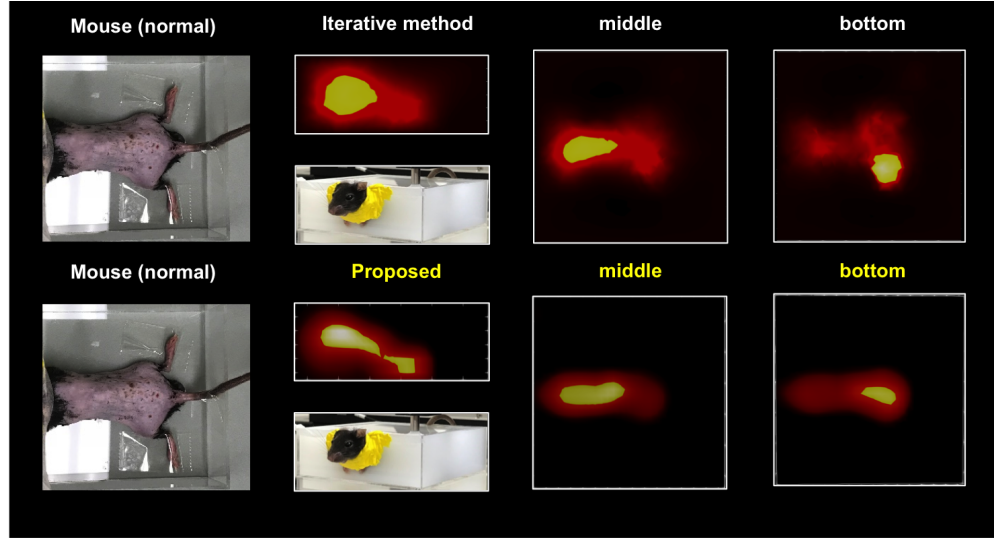 Mouse (normal)
Iterative method
middle
bottom
Mouse (normal)
Proposed
middle
bottom